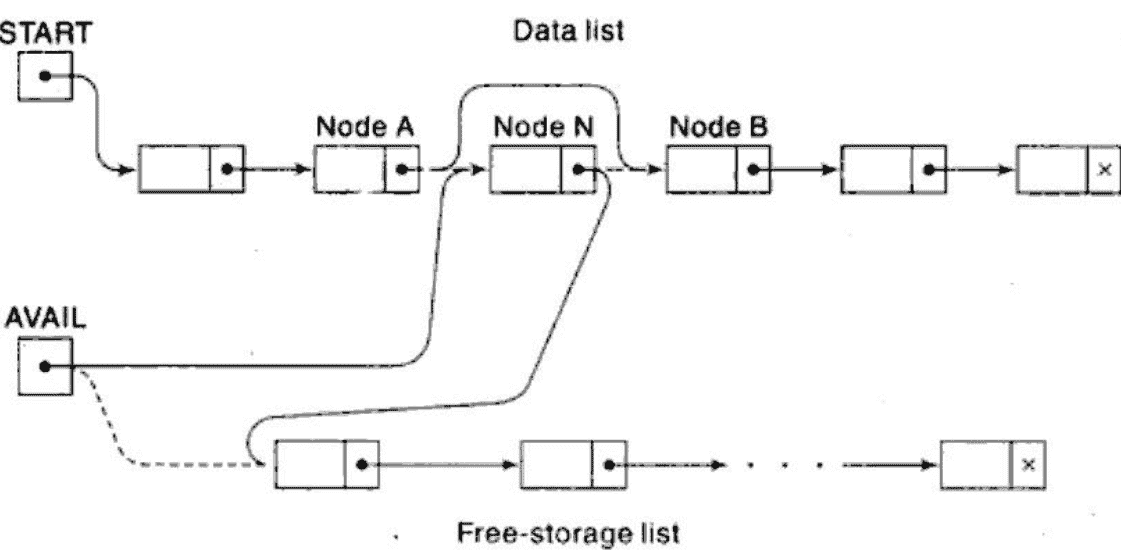 START
Data list
Node A
Node N
Node B
×
AVAIL
×
Free-storage list